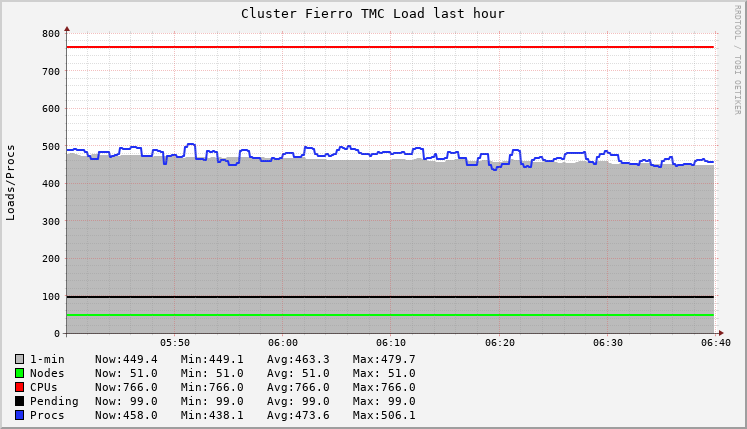 Cluster Fierro TMC Load last hour
RRDTOOL / TOBI OETIKER
Loads/Procs
800
700
600
500
400
300
200
100
0
05:50 06:00 06:10 06:20 06:30 06:40
1-min Now:449.4 Min:449.1 Avg:463.3 Max:479.7
Nodes Now: 51.0 Min: 51.0 Avg: 51.0 Max: 51.0
CPUs Now:766.0 Min:766.0 Avg:766.0 Max:766.0
Pending Now: 99.0 Min: 99.0 Avg: 99.0 Max: 99.0
Procs Now:458.0 Min:438.1 Avg:473.6 Max:506.1